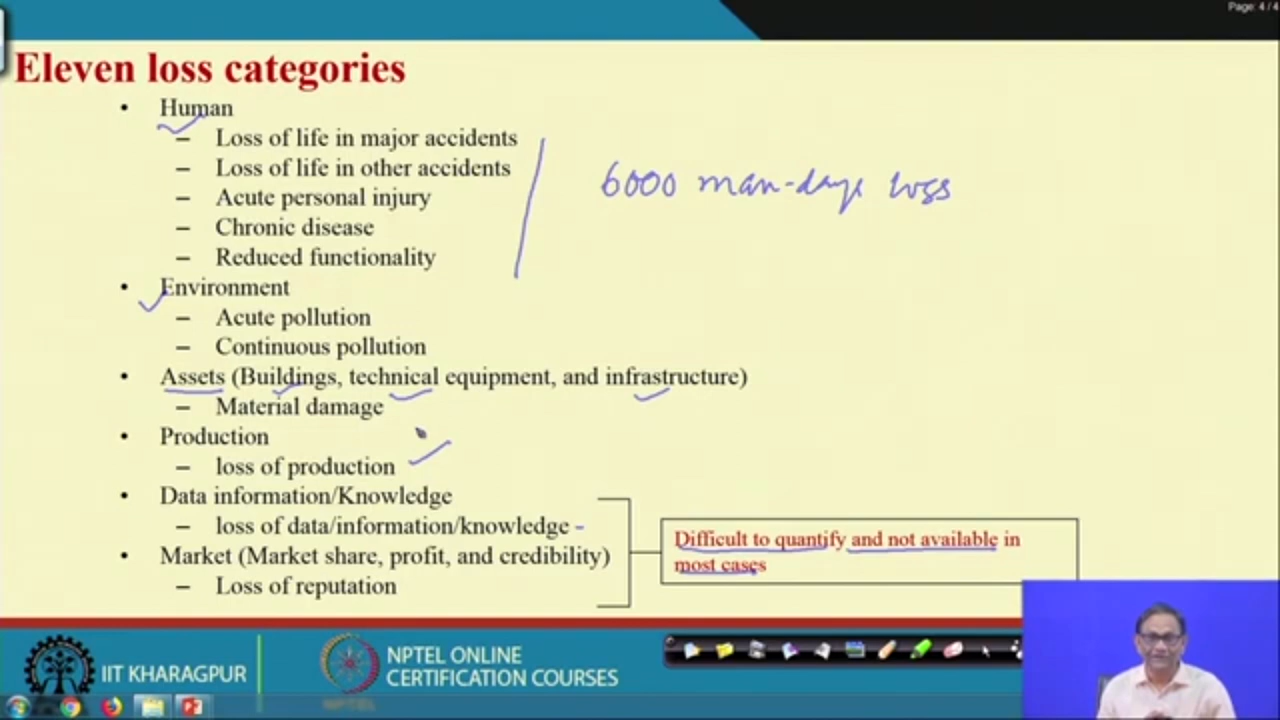 Page: 4 / 4
Eleven loss categories
• Human
– Loss of life in major accidents
– Loss of life in other accidents
– Acute personal injury
– Chronic disease
– Reduced functionality
6000 man-days loss
• Environment
– Acute pollution
– Continuous pollution
• Assets (Buildings, technical equipment, and infrastructure)
– Material damage
• Production
– loss of production
• Data information/Knowledge
– loss of data/information/knowledge
• Market (Market share, profit, and credibility)
– Loss of reputation
Difficult to quantify and not available in
most cases
IIT KHARAGPUR
NPTEL ONLINE
CERTIFICATION COURSES